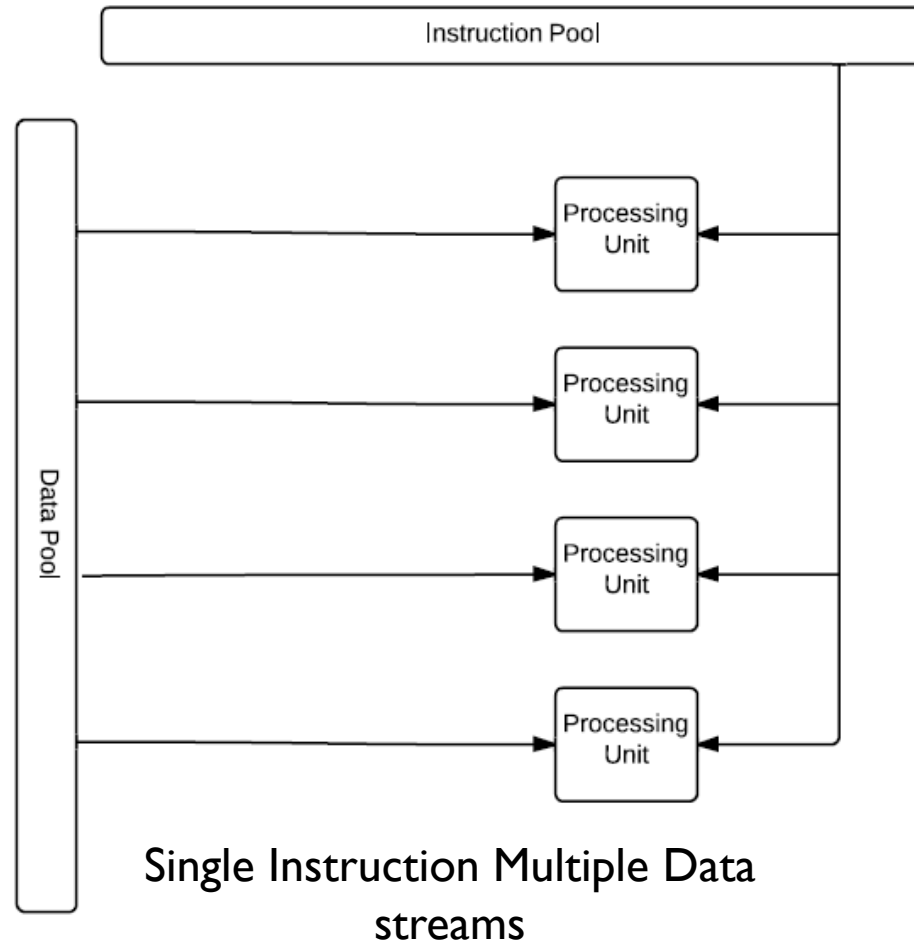 Instruction Pool
Processing
Unit
Processing
Unit
Data Pool
Processing
Unit
Processing
Unit
Single Instruction Multiple Data
streams